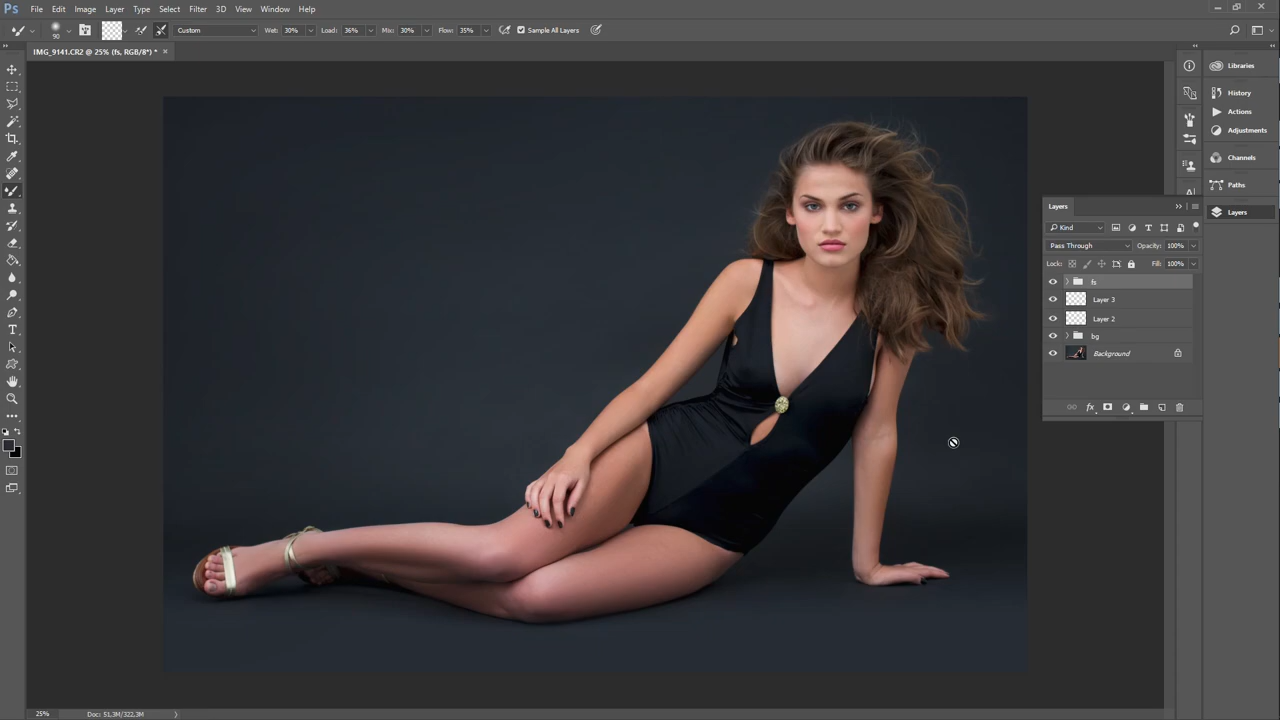 Ps File Edit Image Layer Type Select Filter 3D View Window Help
90 Custom Wet: 30% Load: 36% Mix: 30% Flow: 35% Sample All Layers
IMG_9141.CR2 @ 25% (fs, RGB/8*) *
Libraries
History
Actions
Adjustments
Channels
Paths
Layers
Layers
Kind
Pass Through Opacity: 100%
Lock: Fill: 100%
fs
Layer 3
Layer 2
bg
Background
fx
25% Doc: 51,3M/322,3M